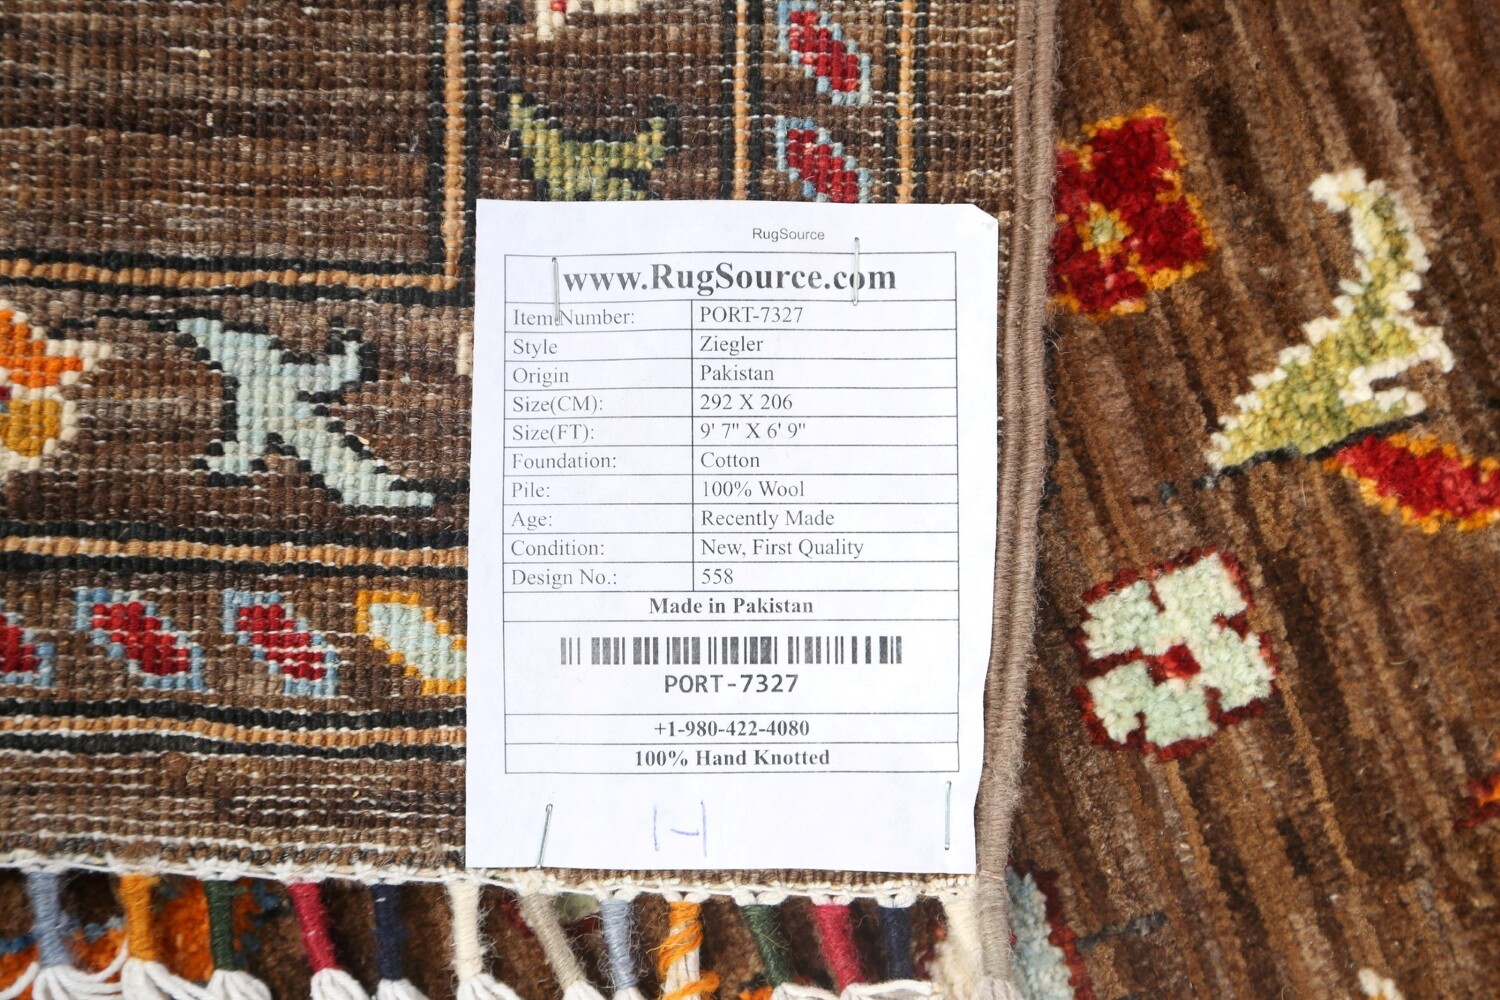 RugSource
www.RugSource.com
Item Number: PORT-7327
Style Ziegler
Origin Pakistan
Size(CM): 292 X 206
Size(FT): 9' 7" X 6' 9"
Foundation: Cotton
Pile: 100% Wool
Age: Recently Made
Condition: New, First Quality
Design No.: 558
Made in Pakistan
PORT-7327
+1-980-422-4080
100% Hand Knotted